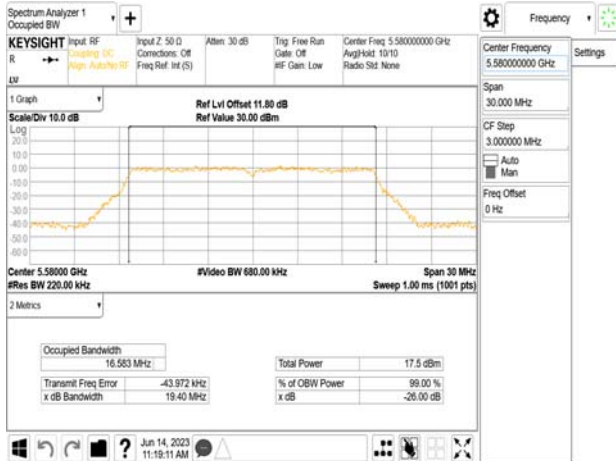 Spectrum Analyzer 1
Occupied BW
+
Frequency
KEYSIGHT
R
LV
Input: RF
Coupling: DC
Align: Auto/No RF
Input Z: 50 Ω
Corrections: Off
Freq Ref: Int (S)
Atten: 30 dB
Trig: Free Run
Gate: Off
#IF Gain: Low
Center Freq: 5.580000000 GHz
Avg|Hold: 10/10
Radio Std: None
Center Frequency
5.580000000 GHz
Settings
Span
30.000 MHz
CF Step
3.000000 MHz
Auto
Man
Freq Offset
0 Hz
1 Graph
Scale/Div 10.0 dB
Ref Lvl Offset 11.80 dB
Ref Value 30.00 dBm
Log
20.0
10.0
0.00
-10.0
-20.0
-30.0
-40.0
-50.0
-60.0
Center 5.58000 GHz
#Res BW 220.00 kHz
#Video BW 680.00 kHz
Span 30 MHz
Sweep 1.00 ms (1001 pts)
2 Metrics
Occupied Bandwidth
16.583 MHz
Transmit Freq Error -43.972 kHz
x dB Bandwidth 19.40 MHz
Total Power 17.5 dBm
% of OBW Power 99.00 %
x dB -26.00 dB
?
Jun 14, 2023
11:19:11 AM